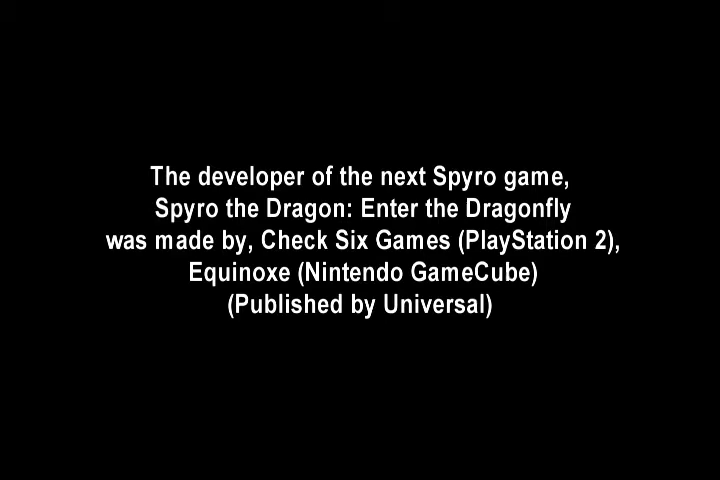 The developer of the next Spyro game,
Spyro the Dragon: Enter the Dragonfly
was made by, Check Six Games (PlayStation 2),
Equinoxe (Nintendo GameCube)
(Published by Universal)